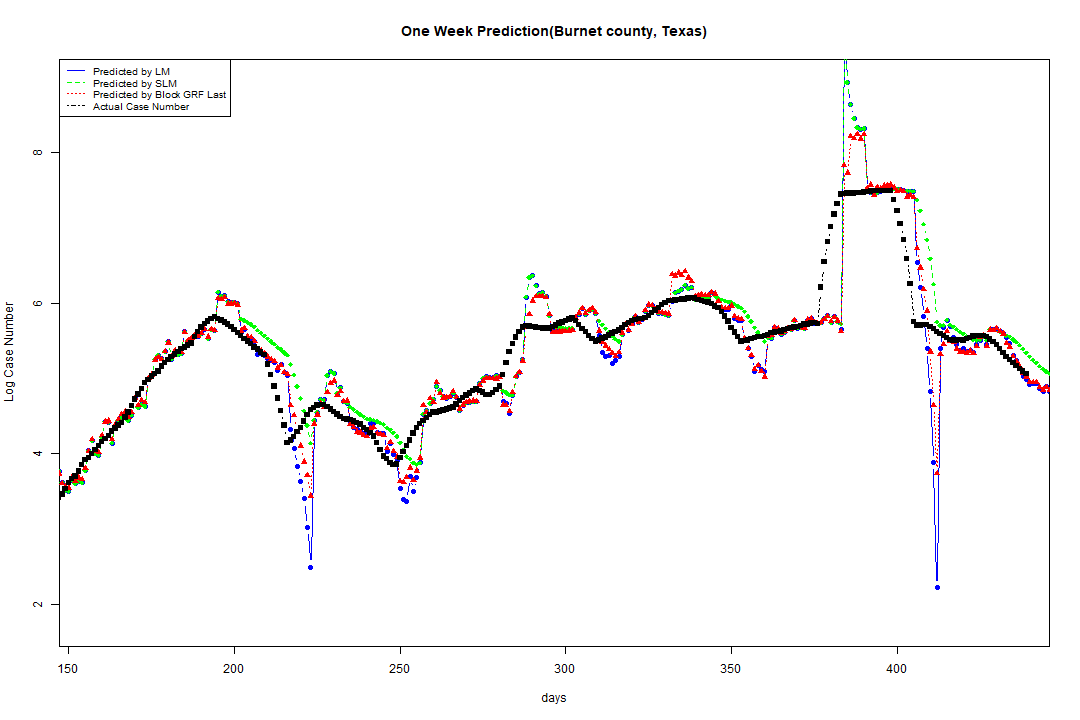 One Week Prediction(Burnet county, Texas)
Predicted by LM
Predicted by SLM
Predicted by Block GRF Last
Actual Case Number
Log Case Number
8
6
4
2
150 200 250 300 350 400
days